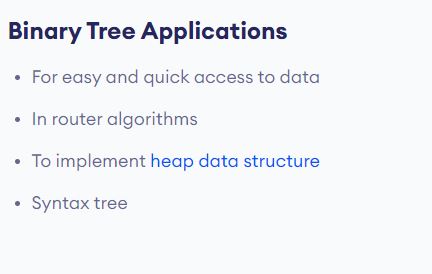 Binary Tree Applications
• For easy and quick access to data
• In router algorithms
• To implement heap data structure
• Syntax tree